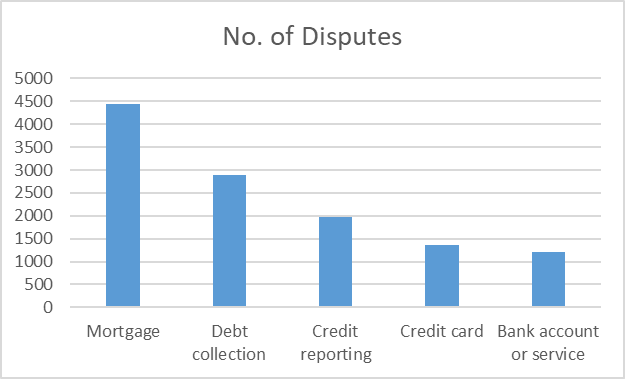 No. of Disputes
5000
4500
4000
3500
3000
2500
2000
1500
1000
500
0
Mortgage
Debt
collection
Credit
reporting
Credit card
Bank account
or service